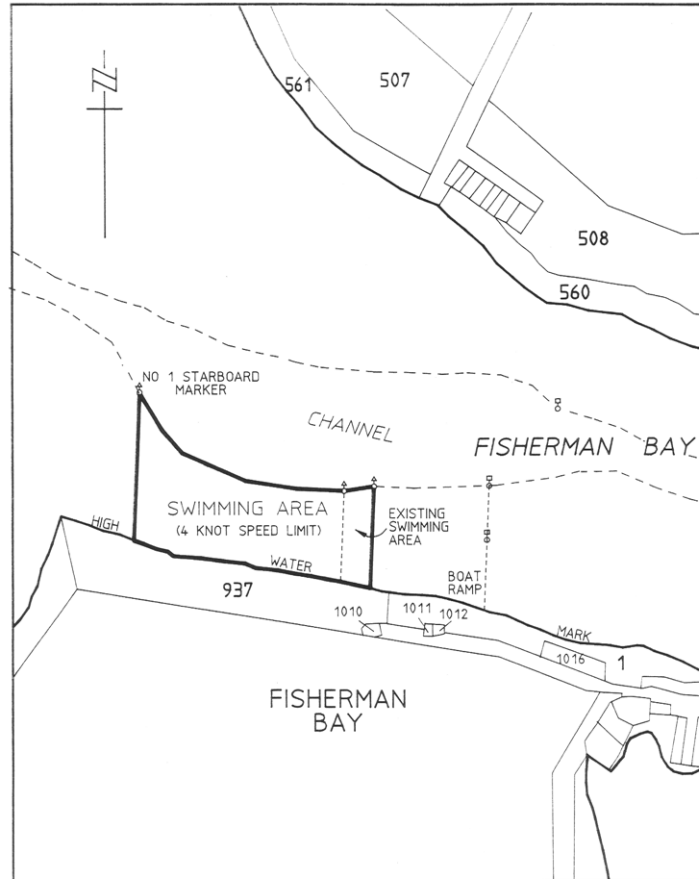 561
507
N
508
560
NO 1 STARBOARD
MARKER
CHANNEL
FISHERMAN BAY
SWIMMING AREA
(4 KNOT SPEED LIMIT)
EXISTING
SWIMMING
AREA
HIGH
WATER
BOAT
RAMP
937
1010
1011
1012
MARK
1016
1
FISHERMAN
BAY